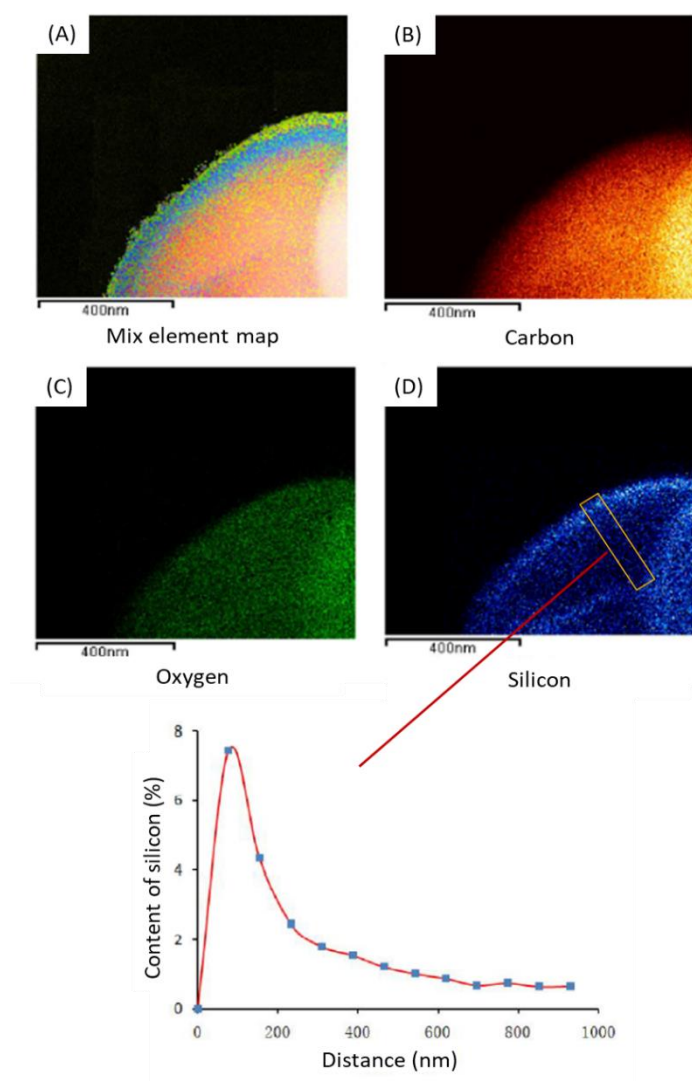 (A)
(B)
400nm
400nm
Mix element map
Carbon
(C)
(D)
400nm
400nm
Oxygen
Silicon
8
6
4
2
0
Content of silicon (%)
0 200 400 600 800 1000
Distance (nm)